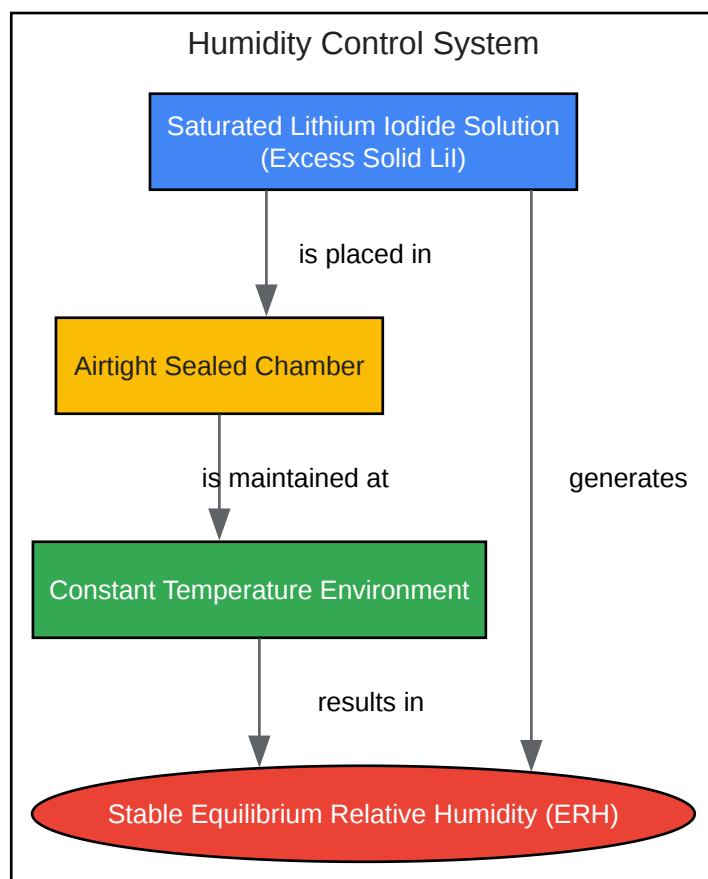 Humidity Control System
Saturated Lithium Iodide Solution
(Excess Solid LiI)
is placed in
Airtight Sealed Chamber
is maintained at
generates
Constant Temperature Environment
results in
Stable Equilibrium Relative Humidity (ERH)